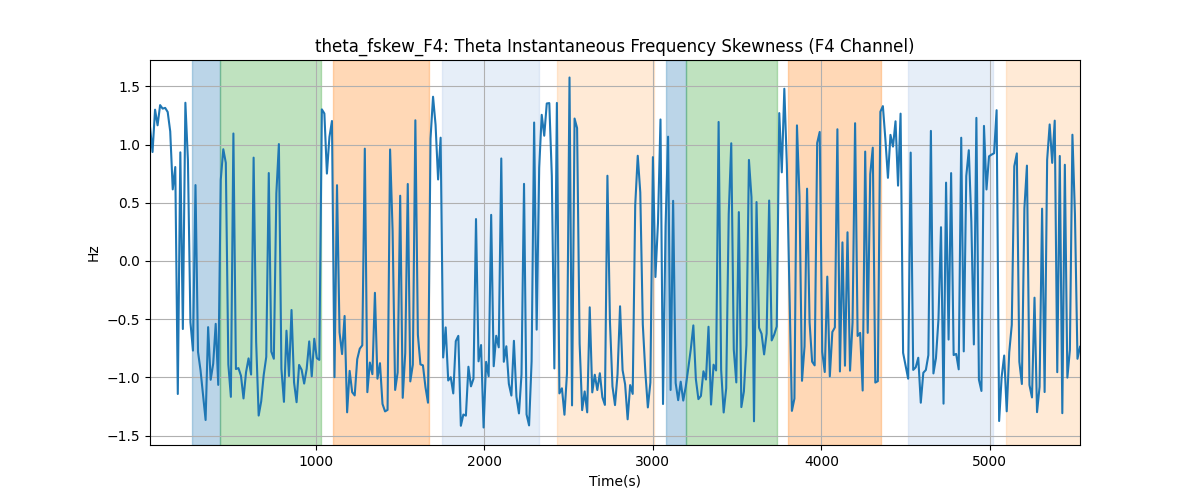 theta_fskew_F4: Theta Instantaneous Frequency Skewness (F4 Channel)
1.5
1.0
0.5
0.0
−0.5
−1.0
−1.5
Hz
1000 2000 3000 4000 5000
Time(s)